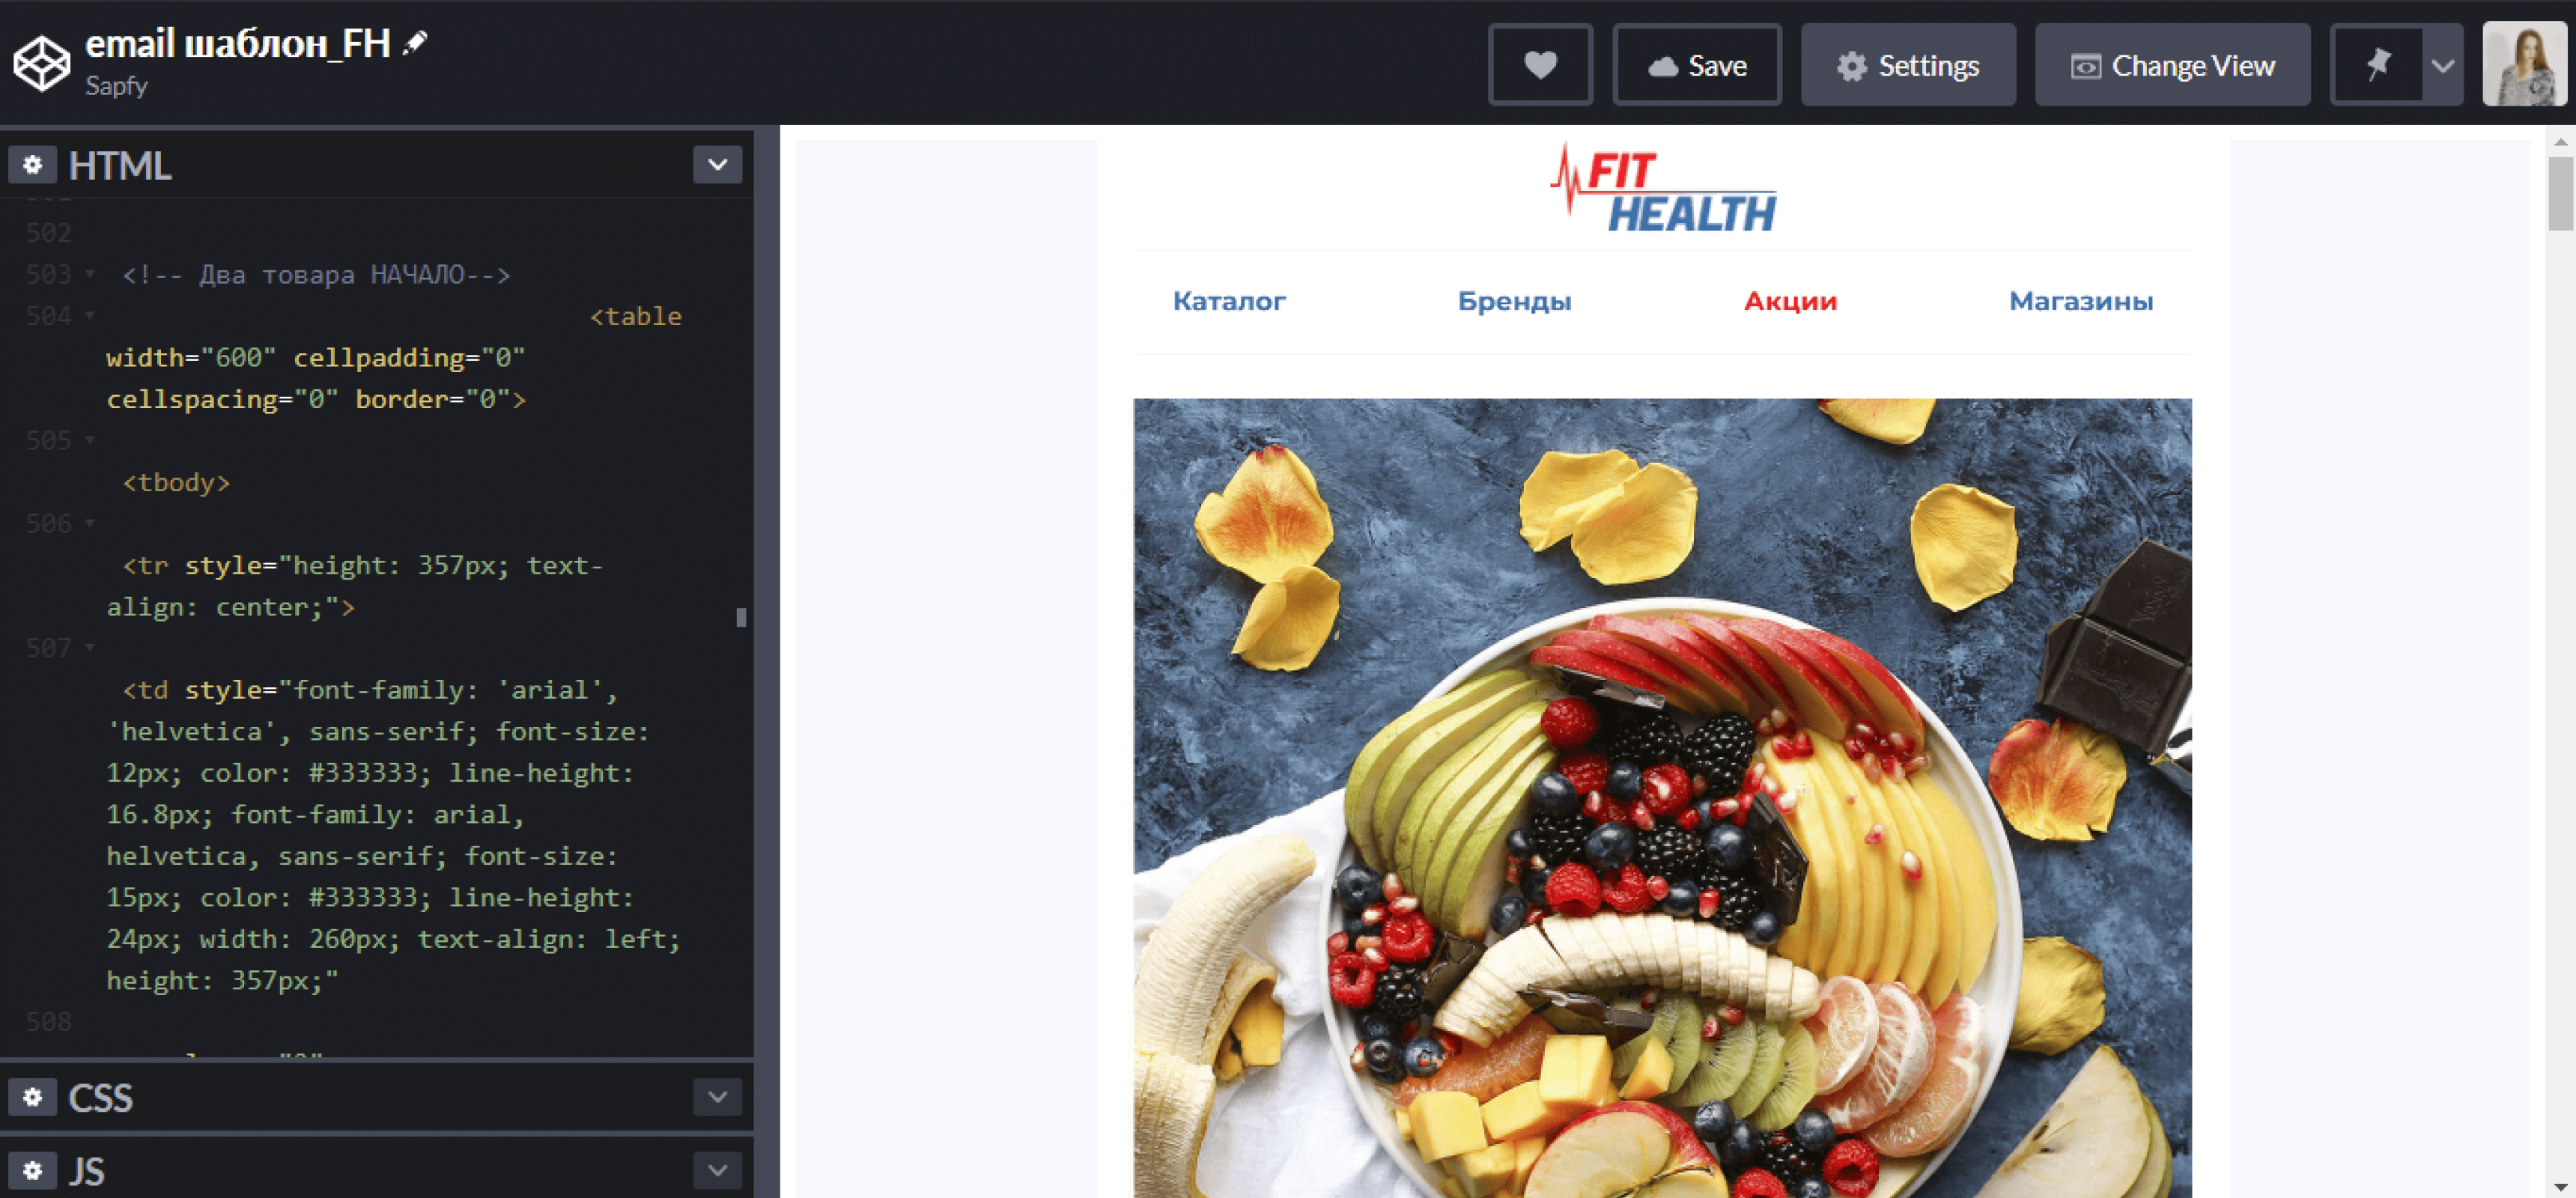 email шаблон_FH
Sapfy
Save
Settings
Change View
HTML
502
503 <!-- Два товара НАЧАЛО-->
504 <table
width="600" cellpadding="0"
cellspacing="0" border="0">
505
<tbody>
506
<tr style="height: 357px; text-
align: center;">
507
<td style="font-family: 'arial',
'helvetica', sans-serif; font-size:
12px; color: #333333; line-height:
16.8px; font-family: arial,
helvetica, sans-serif; font-size:
15px; color: #333333; line-height:
24px; width: 260px; text-align: left;
height: 357px;"
508
CSS
JS
FIT
HEALTH
Каталог Бренды Акции Магазины